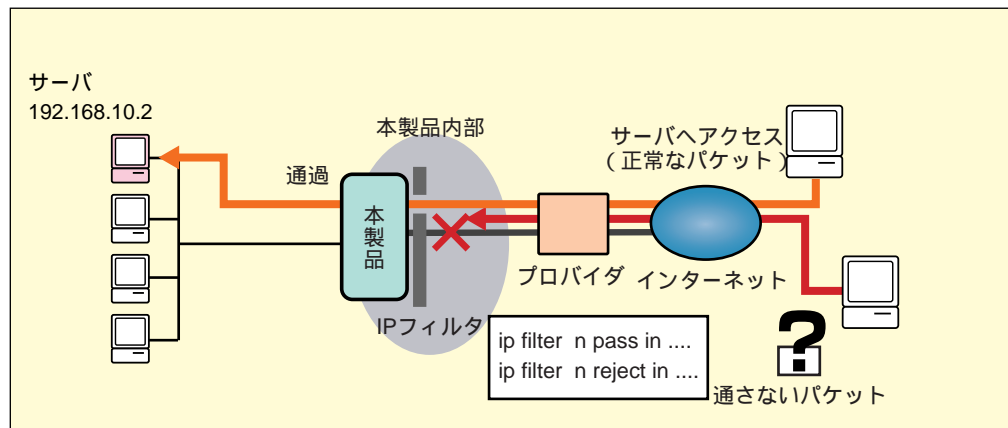 サーバ
192.168.10.2
本製品内部
サーバへアクセス
(正常なパケット)
通過
本製品
プロバイダ
インターネット
IPフィルタ
ip filter n pass in ....
ip filter n reject in ....
?
通さないパケット